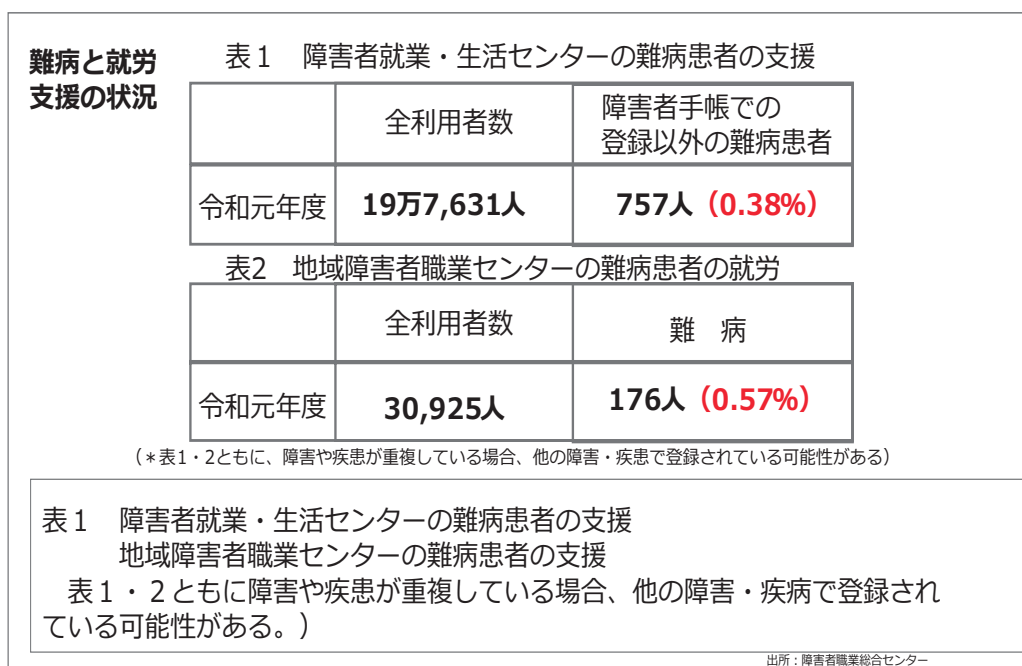 難病と就労
支援の状況
表１　障害者就業・生活センターの難病患者の支援
全利用者数
障害者手帳での
登録以外の難病患者
令和元年度
19万7,631人
757人（0.38%）
表2　地域障害者職業センターの難病患者の就労
全利用者数
難　病
令和元年度
30,925人
176人（0.57%）
（＊表1・2ともに、障害や疾患が重複している場合、他の障害・疾患で登録されている可能性がある）
表１　障害者就業・生活センターの難病患者の支援
地域障害者職業センターの難病患者の支援
表１・２ともに障害や疾患が重複している場合、他の障害・疾病で登録され
ている可能性がある。）
出所：障害者職業総合センター